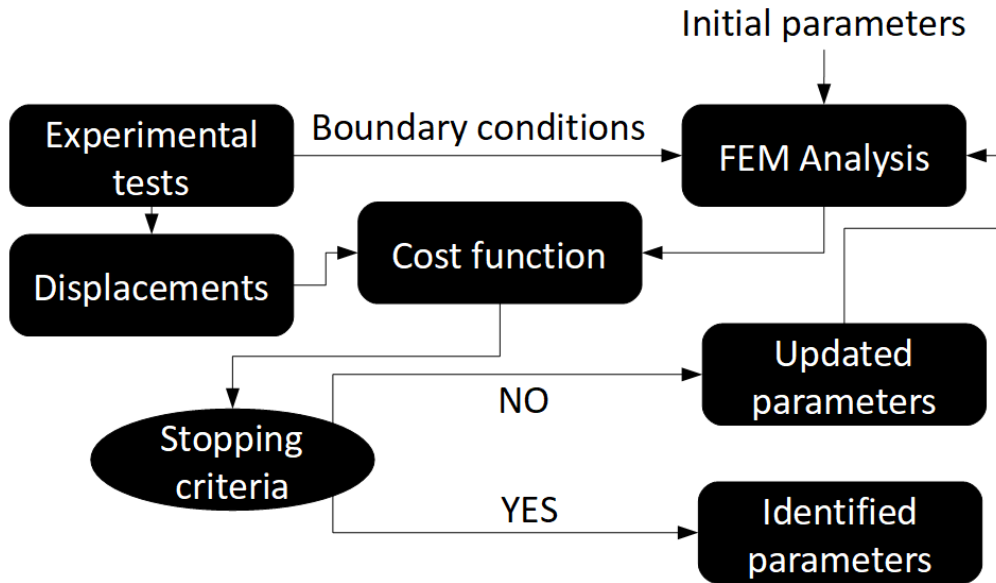 Initial parameters
Experimental
tests
Boundary conditions
FEM Analysis
Displacements
Cost function
Updated
parameters
NO
Stopping
criteria
YES
Identified
parameters